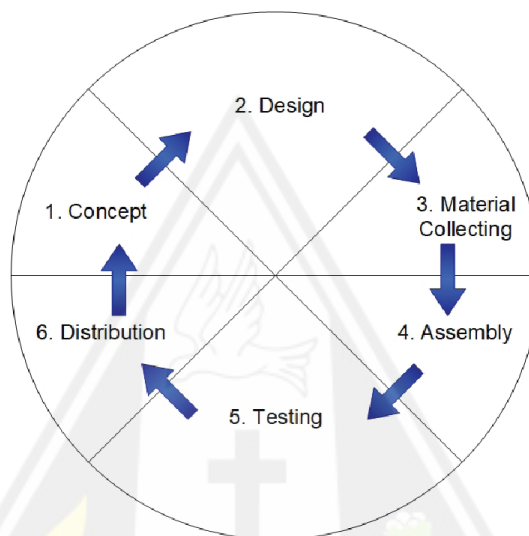 2. Design
1. Concept
3. Material
Collecting
6. Distribution
4. Assembly
5. Testing